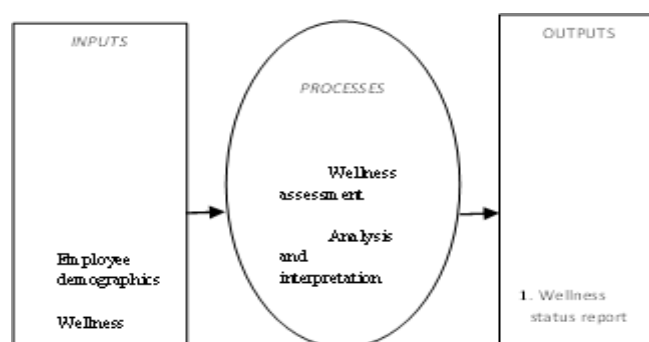 INPUTS
Employee
demographics
Wellness
PROCESSES
Wellness
assessment
Analysis
and
interpretation
OUTPUTS
1. Wellness
status report